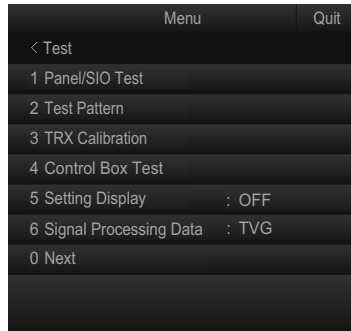 Menu Quit
< Test
1 Panel/SIO Test
2 Test Pattern
3 TRX Calibration
4 Control Box Test
5 Setting Display : OFF
6 Signal Processing Data : TVG
0 Next